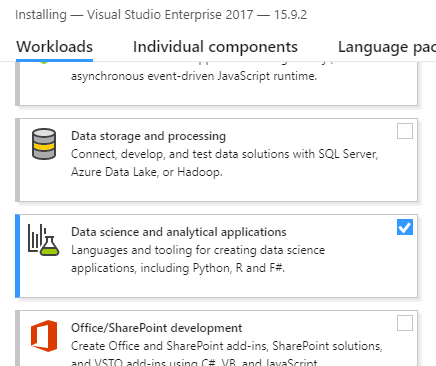 Installing — Visual Studio Enterprise 2017 — 15.9.2
Workloads Individual components Language pac
asynchronous event-driven JavaScript runtime.
Data storage and processing
Connect, develop, and test data solutions with SQL Server,
Azure Data Lake, or Hadoop.
Data science and analytical applications
Languages and tooling for creating data science
applications, including Python, R and F#.
Office/SharePoint development
Create Office and SharePoint add-ins, SharePoint solutions,
and VSTO add-ins using C#, VB, and JavaScript.